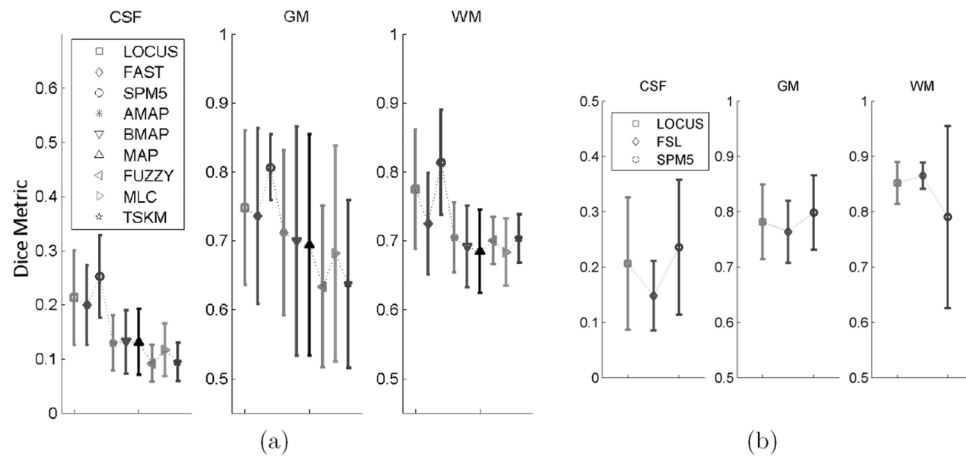 CSF
GM
WM
Dice Metric
0.6
0.5
0.4
0.3
0.2
0.1
0
LOCUS
FAST
SPM5
AMAP
BMAP
MAP
FUZZY
MLC
TSKM
1
0.9
0.8
0.7
0.6
0.5
1
0.9
0.8
0.7
0.6
0.5
(a)
CSF
GM
WM
0.5
0.4
0.3
0.2
0.1
0
LOCUS
FSL
SPM5
1
0.9
0.8
0.7
0.6
0.5
1
0.9
0.8
0.7
0.6
0.5
(b)